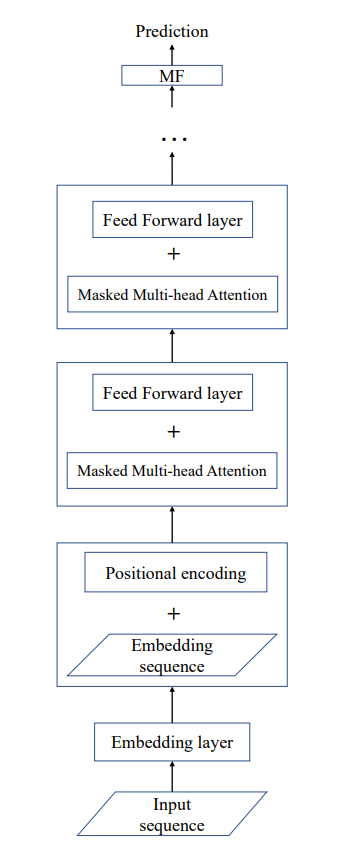 Prediction
MF
...
Feed Forward layer
+
Masked Multi-head Attention
Feed Forward layer
+
Masked Multi-head Attention
Positional encoding
+
Embedding
sequence
Embedding layer
Input
sequence